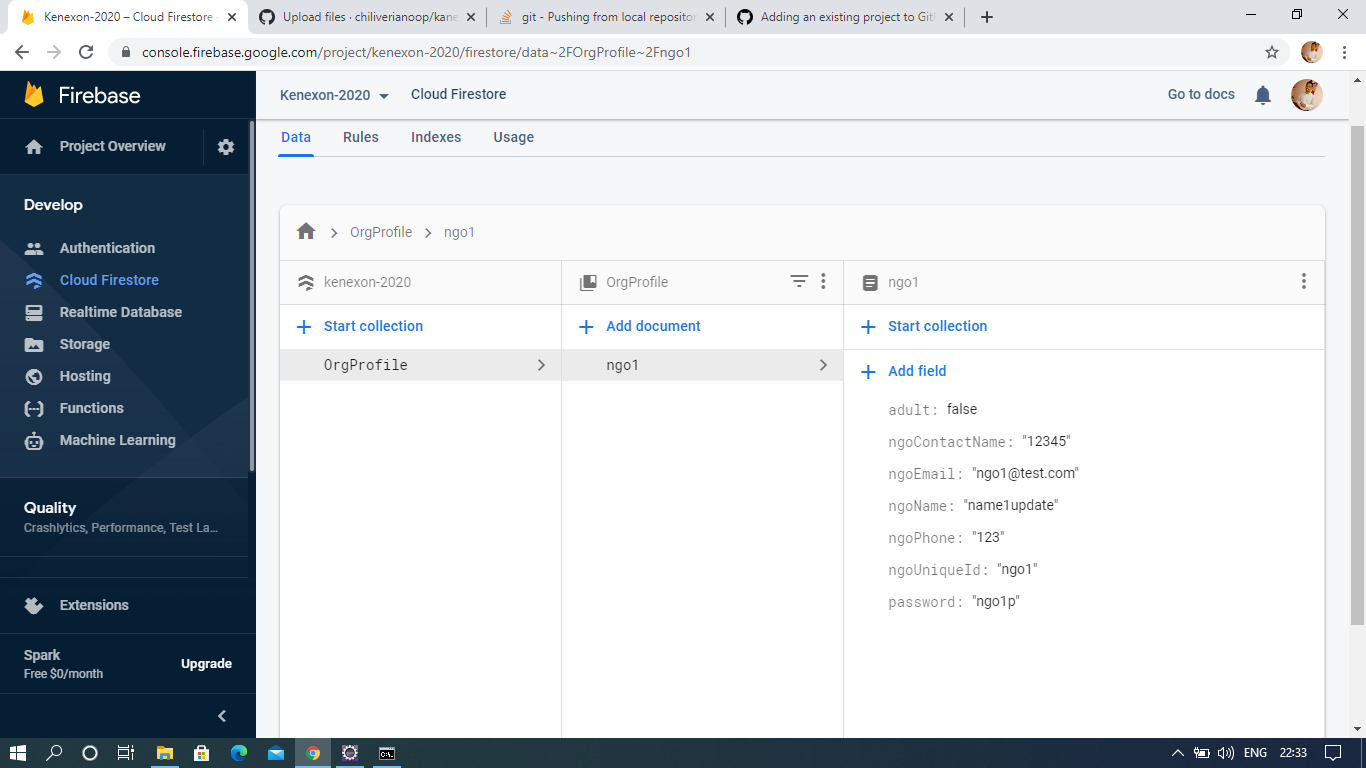 Kenexon-2020 – Cloud Firestore
Upload files · chiliverianoop/kane
git - Pushing from local repositor
Adding an existing project to Git
console.firebase.google.com/project/kenexon-2020/firestore/data~2FOrgProfile~2Fngo1
Firebase
Project Overview
Develop
Authentication
Cloud Firestore
Realtime Database
Storage
Hosting
Functions
Machine Learning
Quality
Crashlytics, Performance, Test La...
Extensions
Spark
Free $0/month
Upgrade
Kenexon-2020
Cloud Firestore
Go to docs
Data
Rules
Indexes
Usage
OrgProfile
ngo1
kenexon-2020
Start collection
OrgProfile
OrgProfile
Add document
ngo1
ngo1
Start collection
Add field
adult: false
ngoContactName: "12345"
ngoEmail: "ngo1@test.com"
ngoName: "name1update"
ngoPhone: "123"
ngoUniqueId: "ngo1"
password: "ngo1p"
ENG
22:33